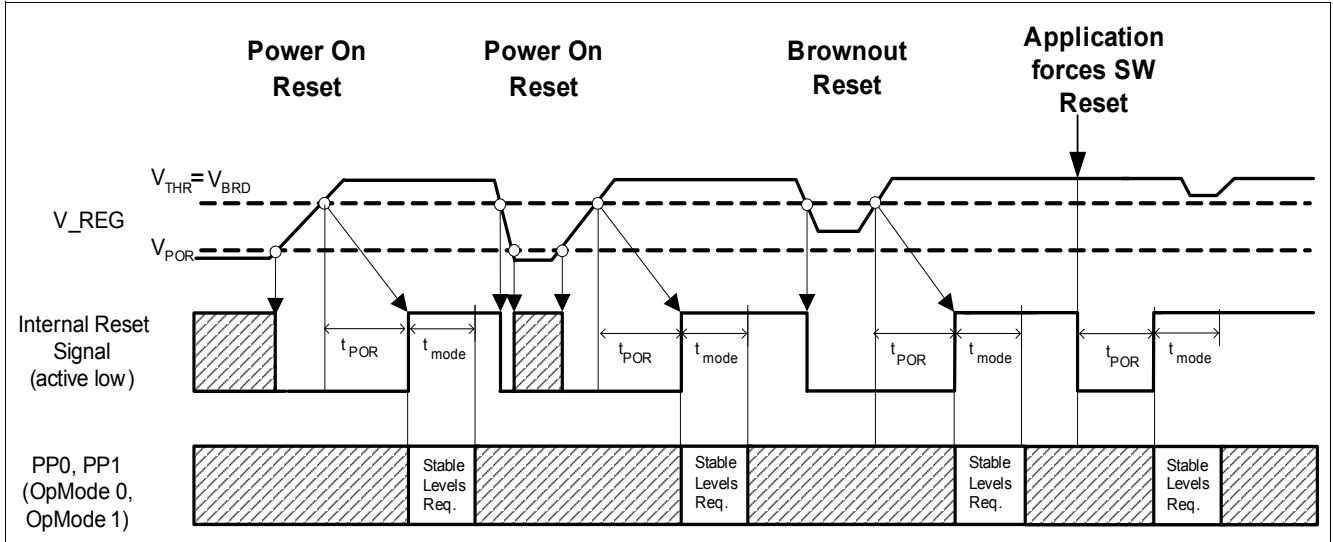 Power On
Reset
Power On
Reset
Brownout
Reset
Application
forces SW
Reset
V_THR= V_BRD
V_REG
V_POR
Internal Reset
Signal
(active low)
t_POR
t_mode
t_POR
t_mode
t_POR
t_mode
t_POR
t_mode
PP0, PP1
(OpMode 0,
OpMode 1)
Stable
Levels
Req.
Stable
Levels
Req.
Stable
Levels
Req.
Stable
Levels
Req.